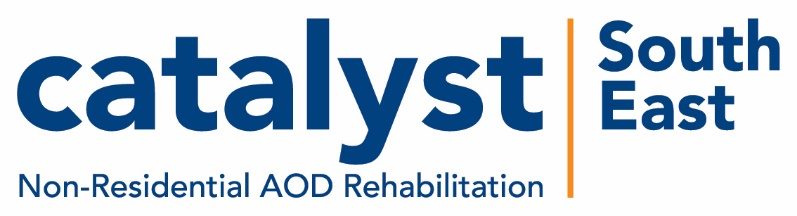 catalyst
Non-Residential AOD Rehabilitation
South
East